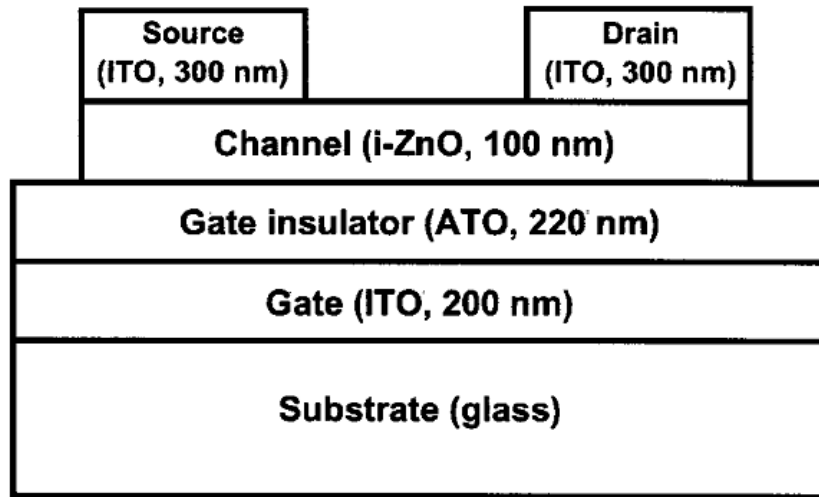 Source
(ITO, 300 nm)
Drain
(ITO, 300 nm)
Channel (i-ZnO, 100 nm)
Gate insulator (ATO, 220 nm)
Gate (ITO, 200 nm)
Substrate (glass)